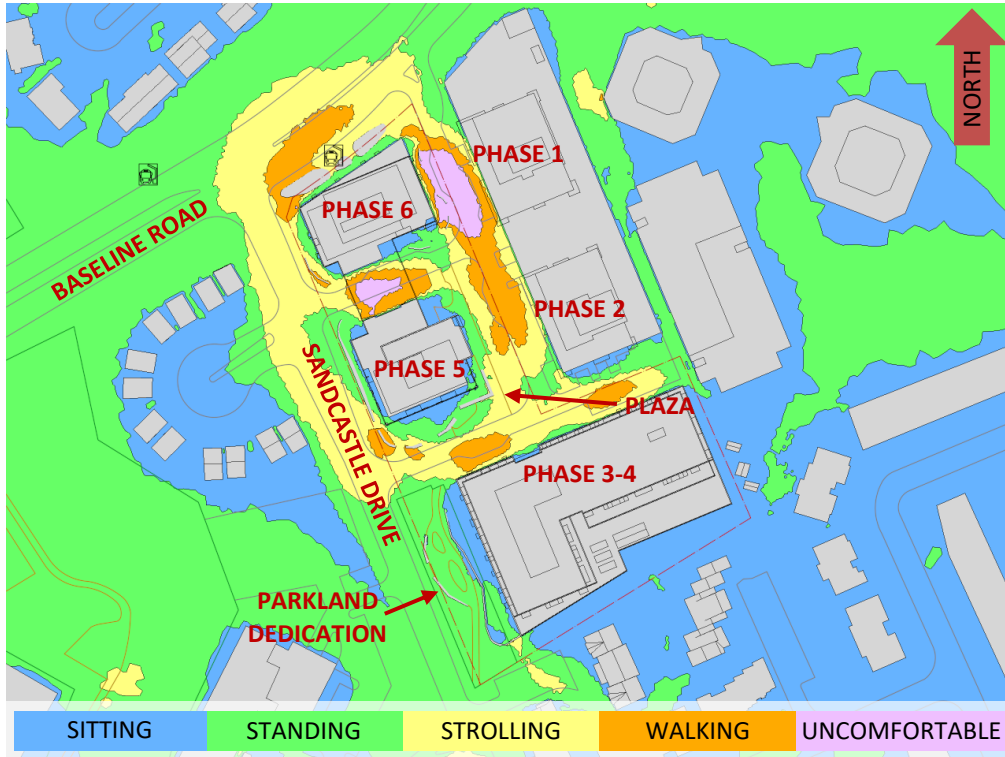 NORTH
PHASE 1
PHASE 6
BASELINE ROAD
PHASE 2
SANDCASTLE DRIVE
PHASE 5
PLAZA
PHASE 3-4
PARKLAND
DEDICATION
SITTING
STANDING
STROLLING
WALKING
UNCOMFORTABLE